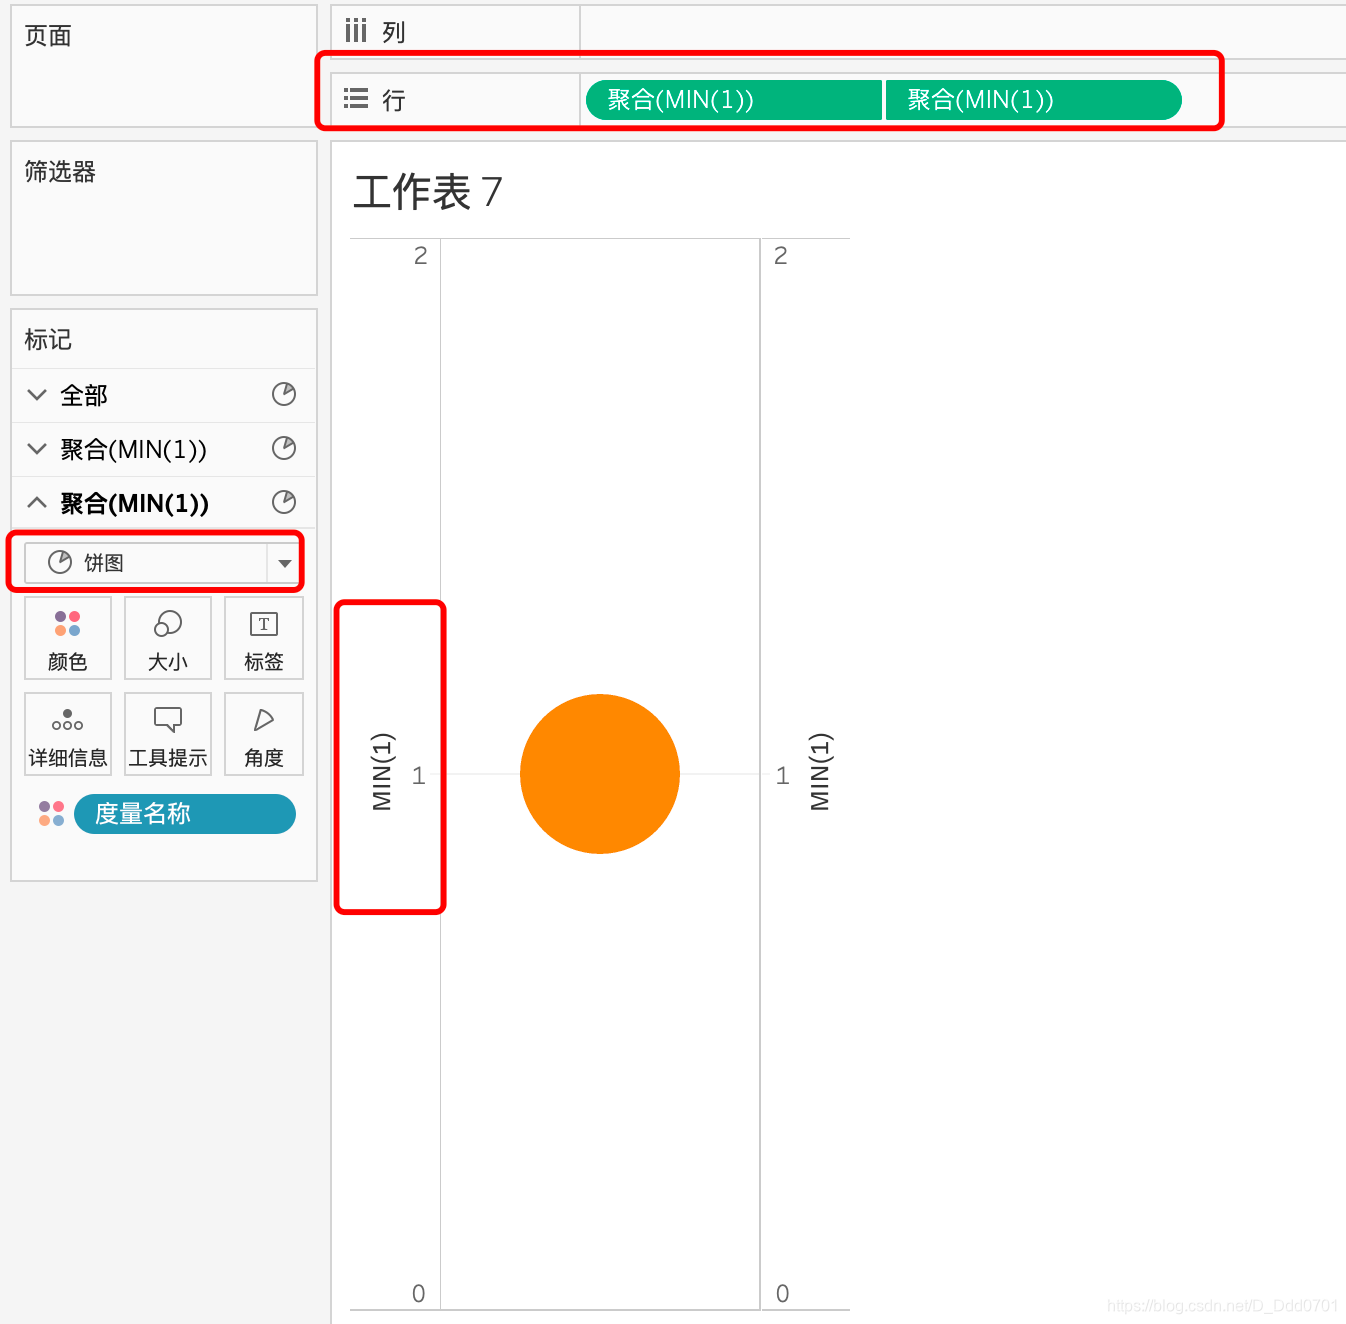 页面
列
行
聚合(MIN(1))
聚合(MIN(1))
筛选器
工作表 7
标记
全部
聚合(MIN(1))
聚合(MIN(1))
饼图
颜色
大小
标签
详细信息
工具提示
角度
度量名称
2
2
MIN(1)
1
1
MIN(1)
0
0
https://blog.csdn.net/D_Ddd0701